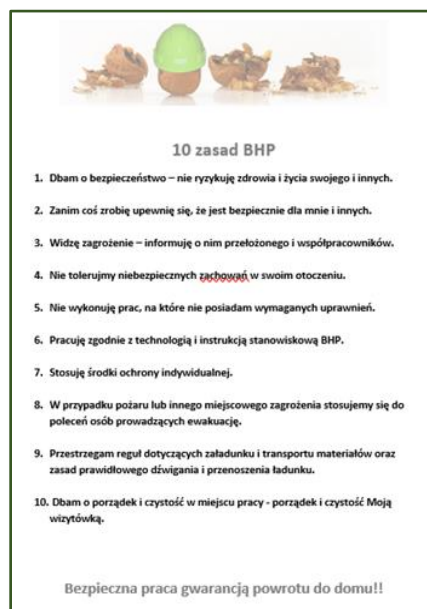 10 zasad BHP
1. Dbam o bezpieczeństwo – nie ryzykuję zdrowia i życia swojego i innych.
2. Zanim coś zrobię upewnię się, że jest bezpiecznie dla mnie i innych.
3. Widzę zagrożenie – informuję o nim przełożonego i współpracowników.
4. Nie tolerujmy niebezpiecznych zachowań w swoim otoczeniu.
5. Nie wykonuję prac, na które nie posiadam wymaganych uprawnień.
6. Pracuję zgodnie z technologią i instrukcją stanowiskową BHP.
7. Stosuję środki ochrony indywidualnej.
8. W przypadku pożaru lub innego miejscowego zagrożenia stosujemy się do
poleceń osób prowadzących ewakuację.
9. Przestrzegam reguł dotyczących załadunku i transportu materiałów oraz
zasad prawidłowego dźwigania i przenoszenia ładunku.
10. Dbam o porządek i czystość w miejscu pracy - porządek i czystość Moją
wizytówką.
Bezpieczna praca gwarancją powrotu do domu!!